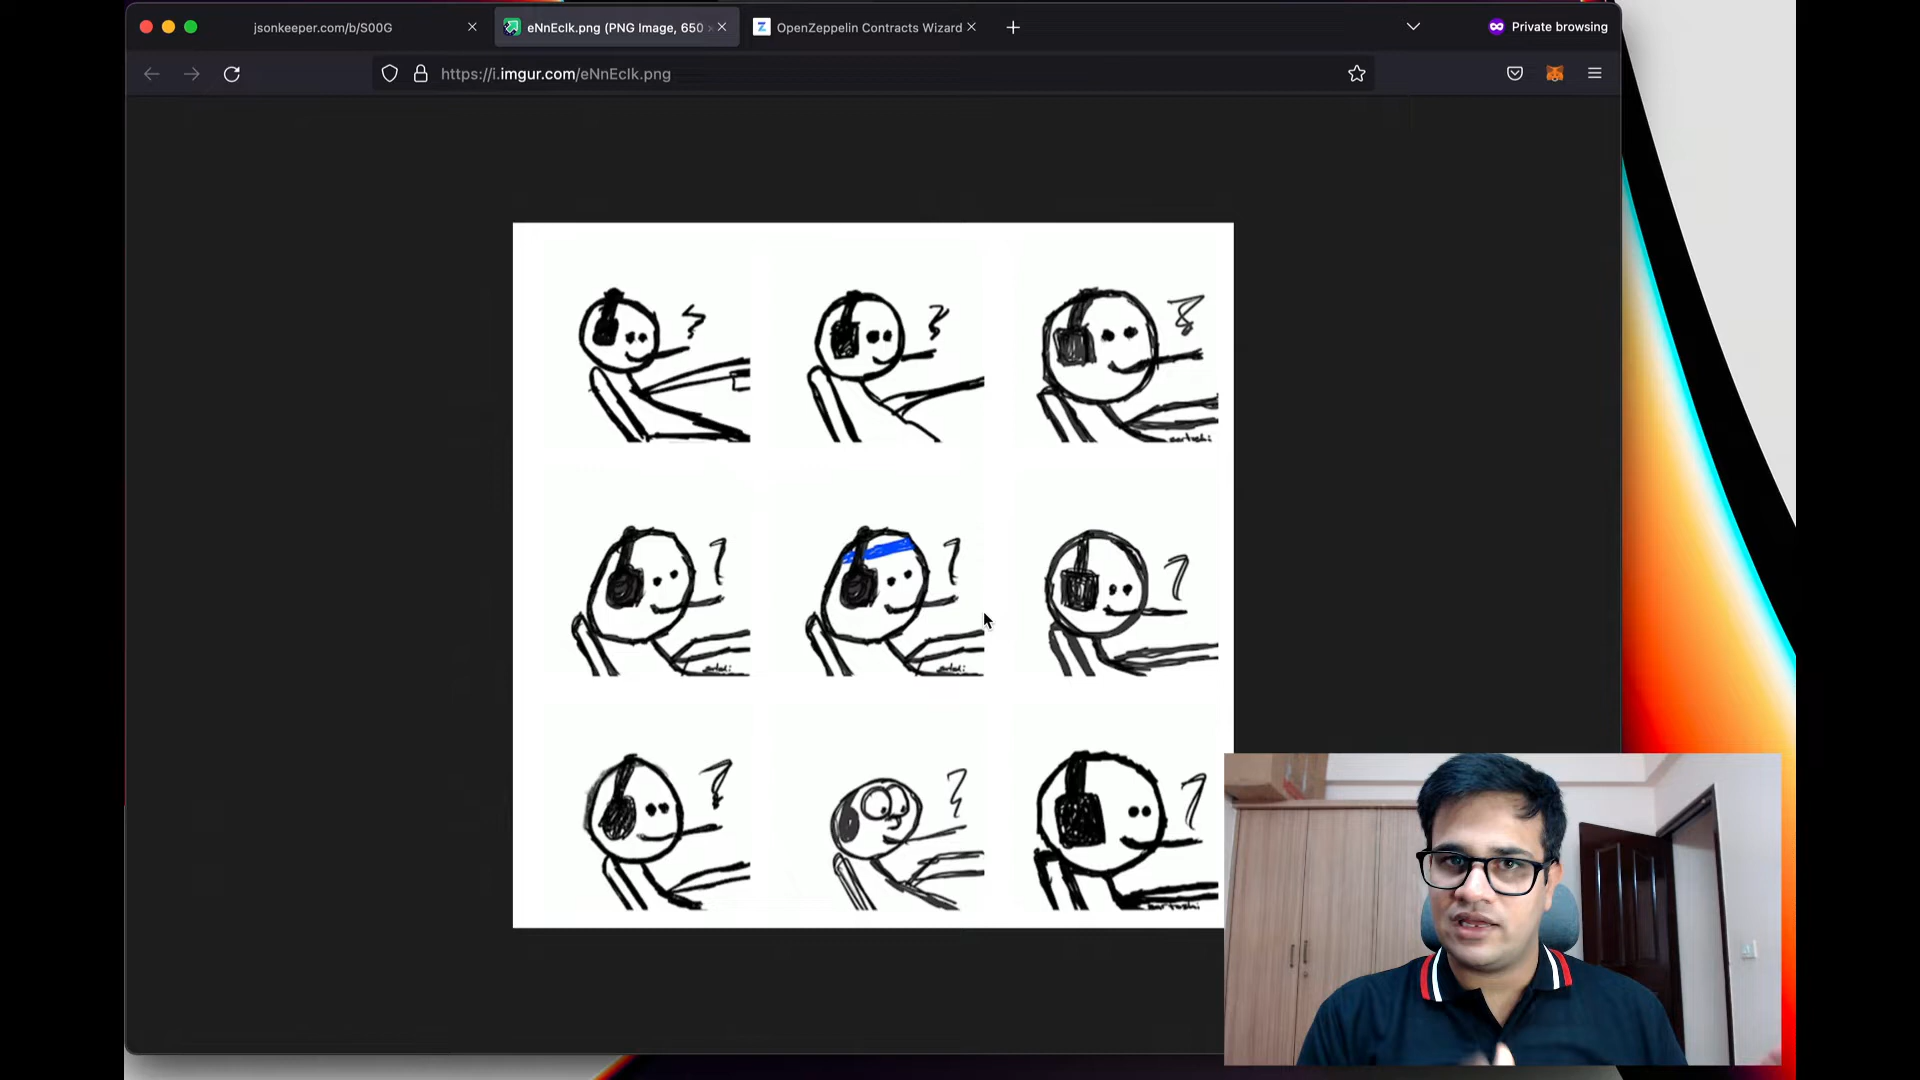 jsonkeeper.com/b/S00G
eNnEclk.png (PNG Image, 650
OpenZeppelin Contracts Wizard
Private browsing
https://i.imgur.com/eNnEclk.png